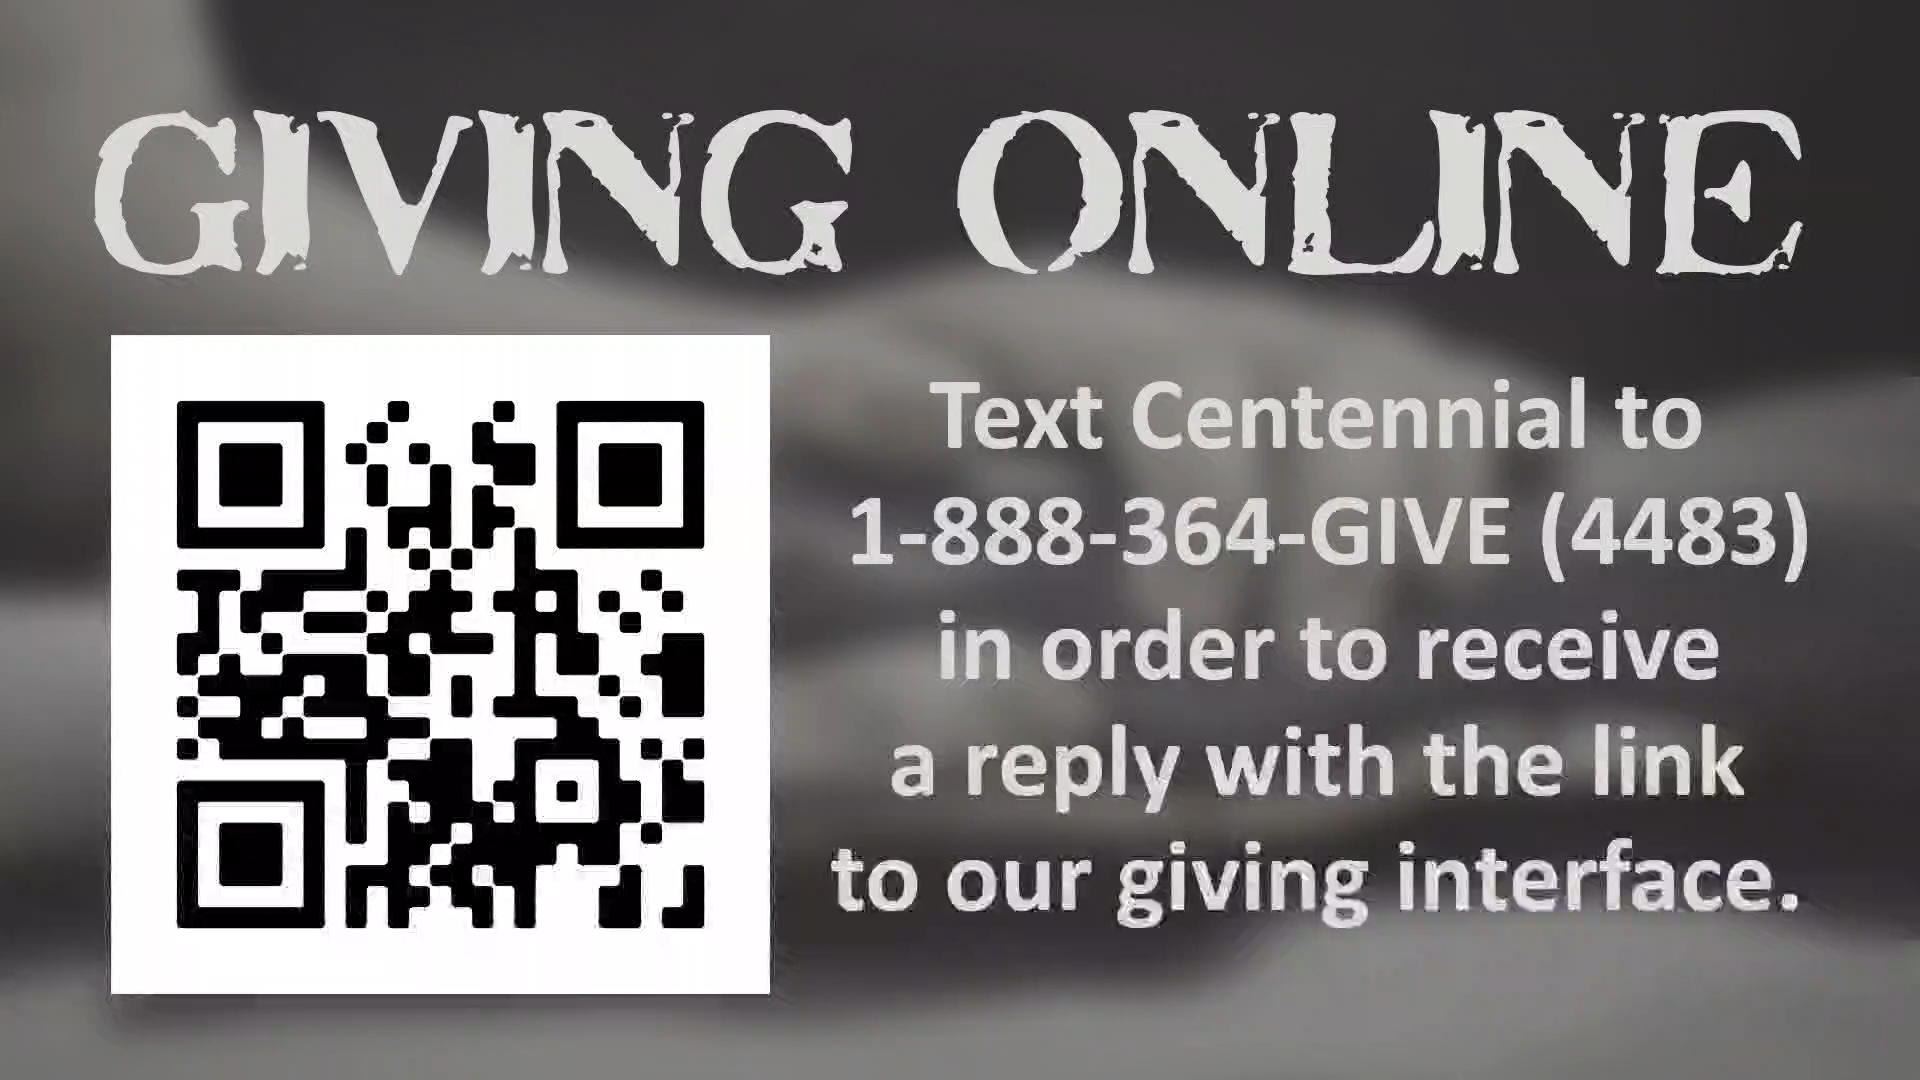 GIVING ONLINE
Text Centennial to
1-888-364-GIVE (4483)
in order to receive
a reply with the link
to our giving interface.